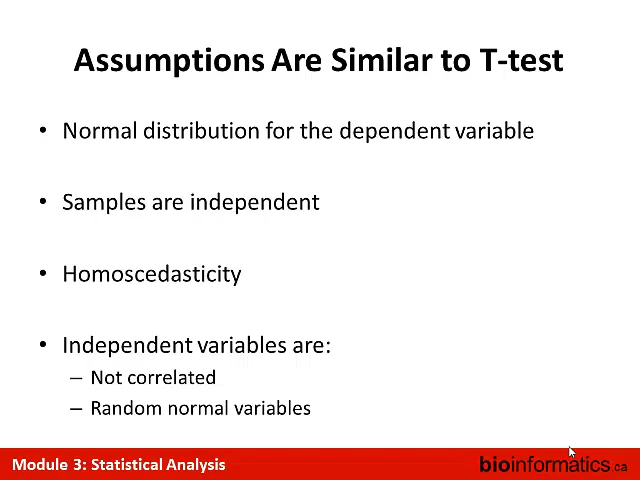 Assumptions Are Similar to T-test
• Normal distribution for the dependent variable
• Samples are independent
• Homoscedasticity
• Independent variables are:
– Not correlated
– Random normal variables
Module 3: Statistical Analysis
bioinformatics.ca